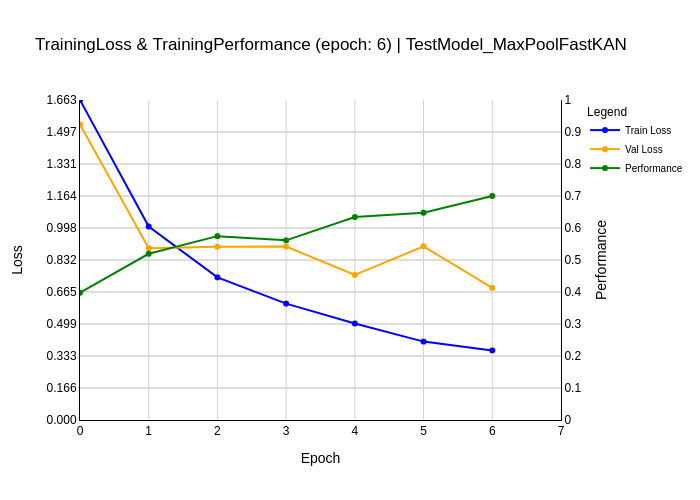 TrainingLoss & TrainingPerformance (epoch: 6) | TestModel_MaxPoolFastKAN
1.663
1.497
1.331
1.164
0.998
0.832
0.665
0.499
0.333
0.166
0.000
Loss
0 1 2 3 4 5 6 7
Epoch
1
0.9
0.8
0.7
0.6
0.5
0.4
0.3
0.2
0.1
0
Performance
Legend
Train Loss
Val Loss
Performance